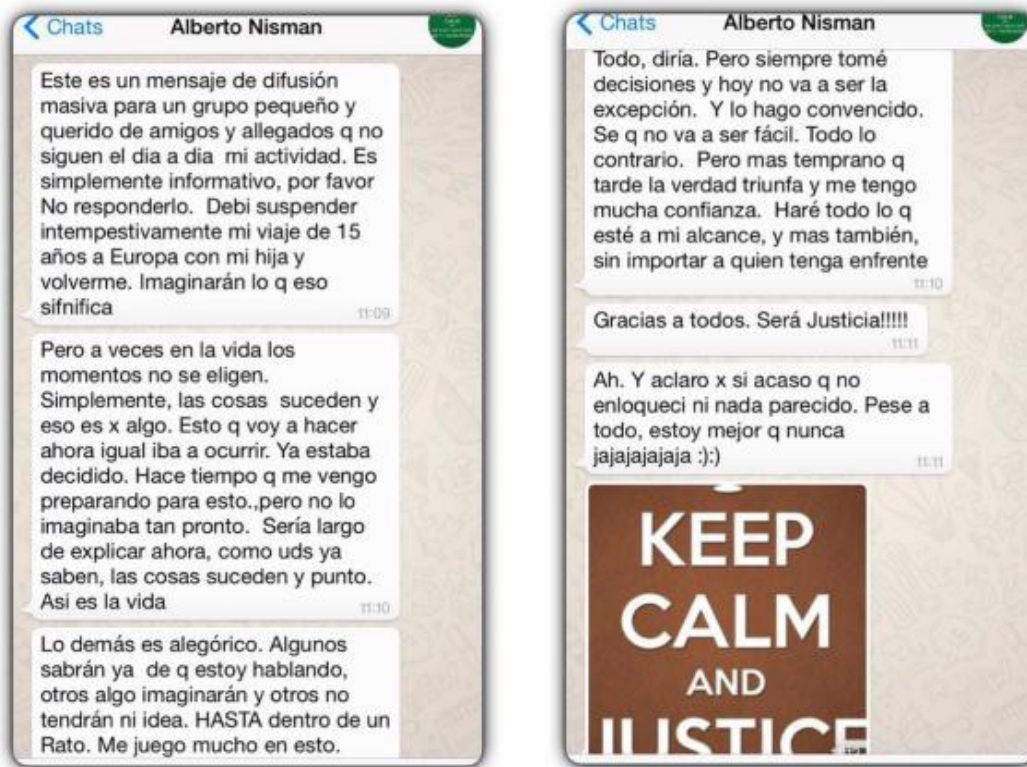 Chats
Alberto Nisman
Este es un mensaje de difusión
masiva para un grupo pequeño y
querido de amigos y allegados q no
siguen el dia a dia  mi actividad. Es
simplemente informativo, por favor
No responderlo.  Debi suspender
intempestivamente mi viaje de 15
años a Europa con mi hija y
volverme. Imaginarán lo q eso
sifnifica
11:09
Pero a veces en la vida los
momentos no se eligen.
Simplemente, las cosas  suceden y
eso es x algo. Esto q voy a hacer
ahora igual iba a ocurrir. Ya estaba
decidido. Hace tiempo q me vengo
preparando para esto.,pero no lo
imaginaba tan pronto.  Sería largo
de explicar ahora, como uds ya
saben, las cosas suceden y punto.
Asi es la vida
11:10
Lo demás es alegórico. Algunos
sabrán ya  de q estoy hablando,
otros algo imaginarán y otros no
tendrán ni idea. HASTA dentro de un
Rato. Me juego mucho en esto.
Chats
Alberto Nisman
Todo, diría. Pero siempre tomé
decisiones y hoy no va a ser la
excepción.  Y lo hago convencido.
Se q no va a ser fácil. Todo lo
contrario.  Pero mas temprano q
tarde la verdad triunfa y me tengo
mucha confianza.  Haré todo lo q
esté a mi alcance, y mas también,
sin importar a quien tenga enfrente
11:10
Gracias a todos. Será Justicia!!!!!
11:11
Ah. Y aclaro x si acaso q no
enloqueci ni nada parecido. Pese a
todo, estoy mejor q nunca
jajajajajaja :):)
11:11
KEEP
CALM
AND
JUSTICE